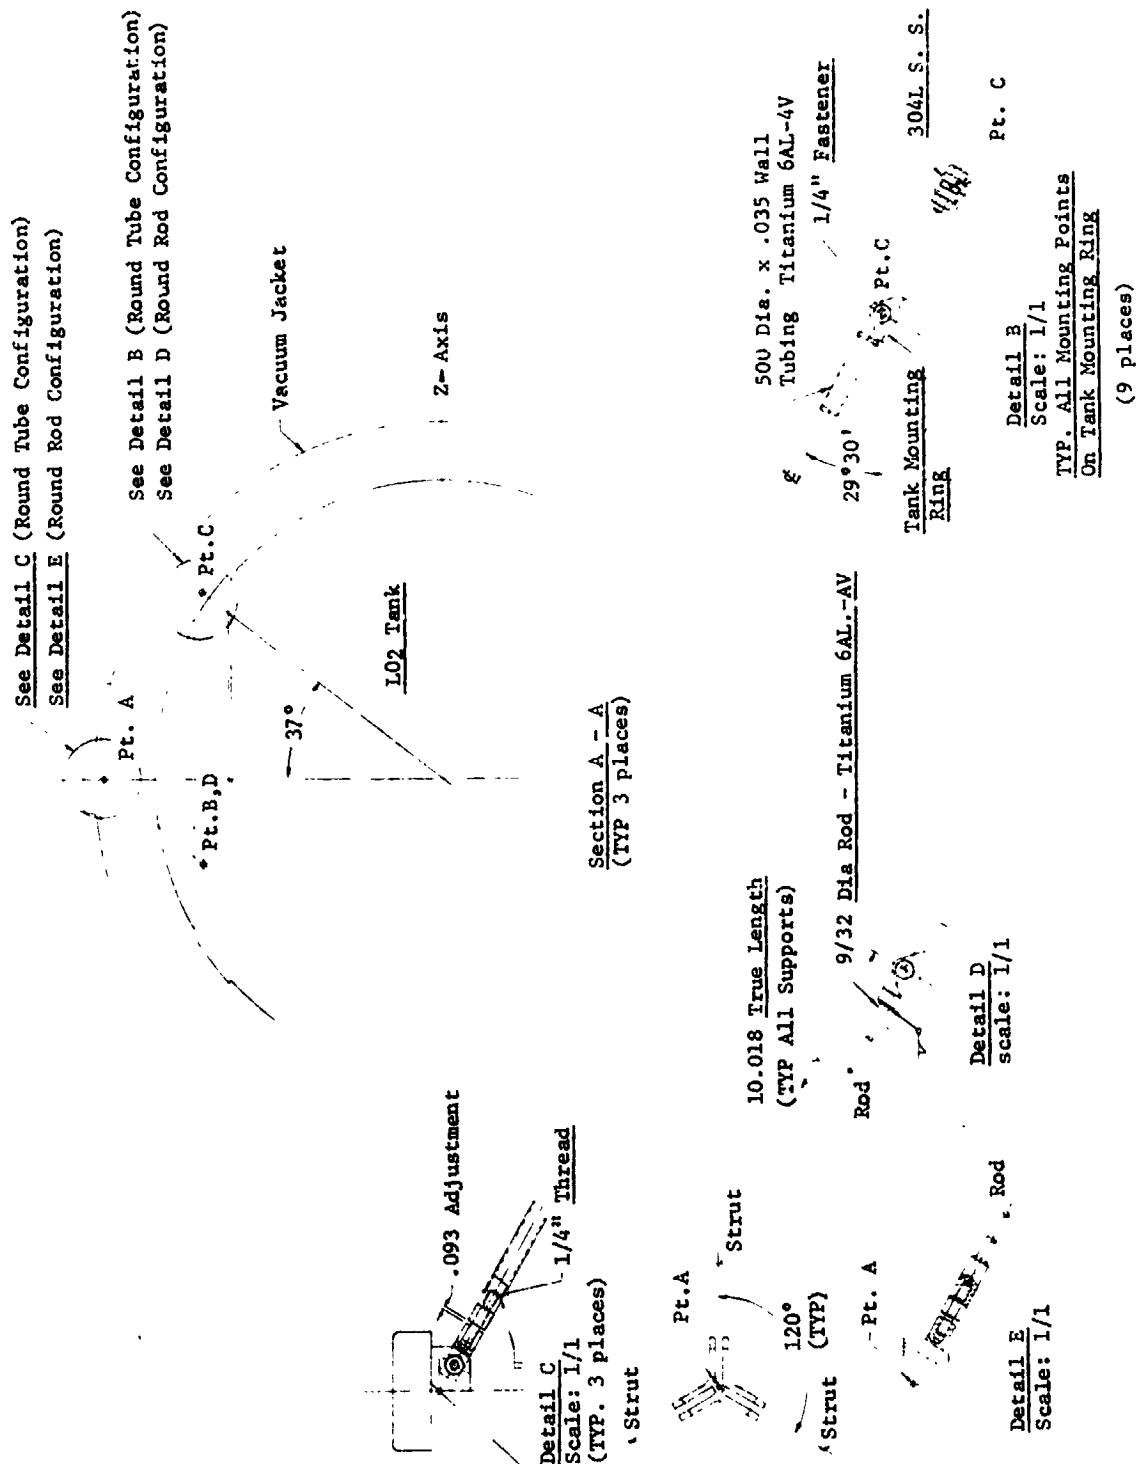 See Detail C (Round Tube Configuration)
See Detail E (Round Rod Configuration)
See Detail B (Round Tube Configuration)
See Detail D (Round Rod Configuration)
Pt. A
Pt.C
Pt.B,D
Vacuum Jacket
37°
Z-Axis
LO2 Tank
Section A - A
(TYP 3 places)
.093 Adjustment
1/4" Thread
Detail C
Scale: 1/1
(TYP. 3 places)
Strut
Pt.A
Strut
120°
(TYP)
Strut
Pt. A
Rod
Detail E
Scale: 1/1
10.018 True Length
(TYP All Supports)
9/32 Dia Rod - Titanium 6AL.-AV
Rod
Detail D
scale: 1/1
500 Dia. x .035 Wall
Tubing Titanium 6AL-4V
1/4" Fastener
29°30'
Pt.C
Tank Mounting
Ring
304L S. S.
Pt. C
Detail B
Scale: 1/1
TYP. All Mounting Points
On Tank Mounting Ring
(9 places)